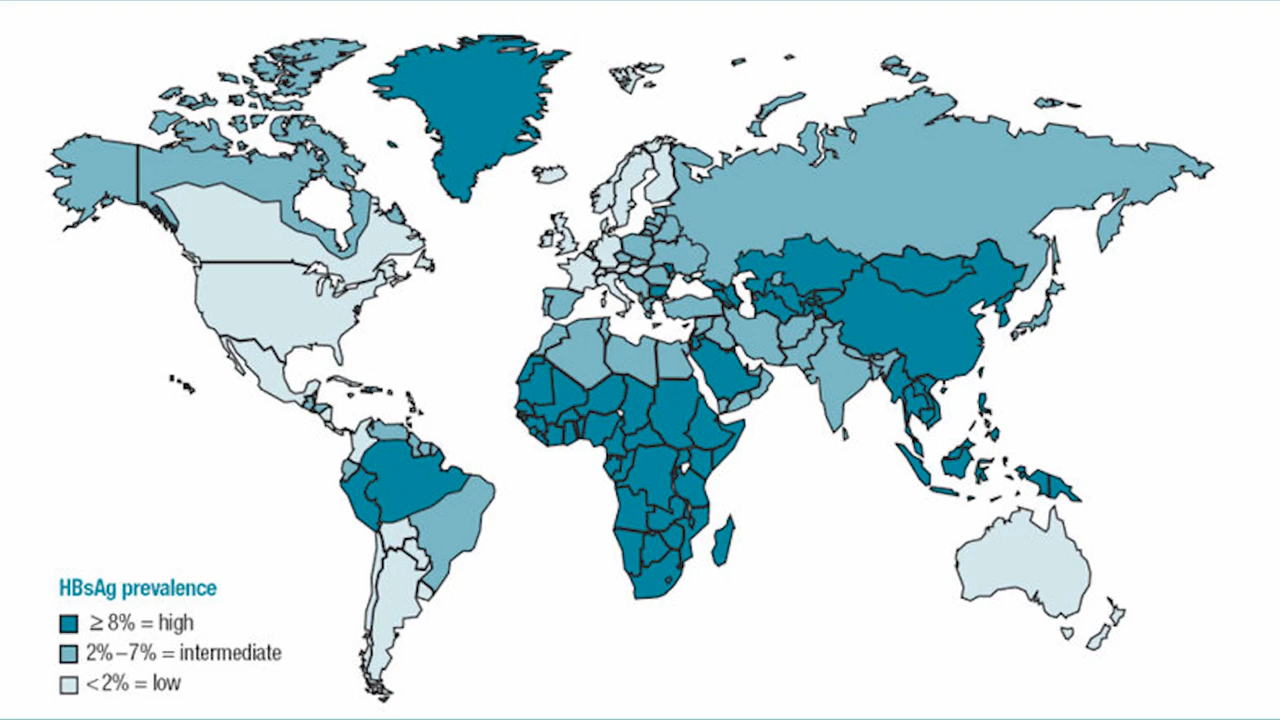 HBsAg prevalence
≥ 8% = high
2%–7% = intermediate
<2% = low